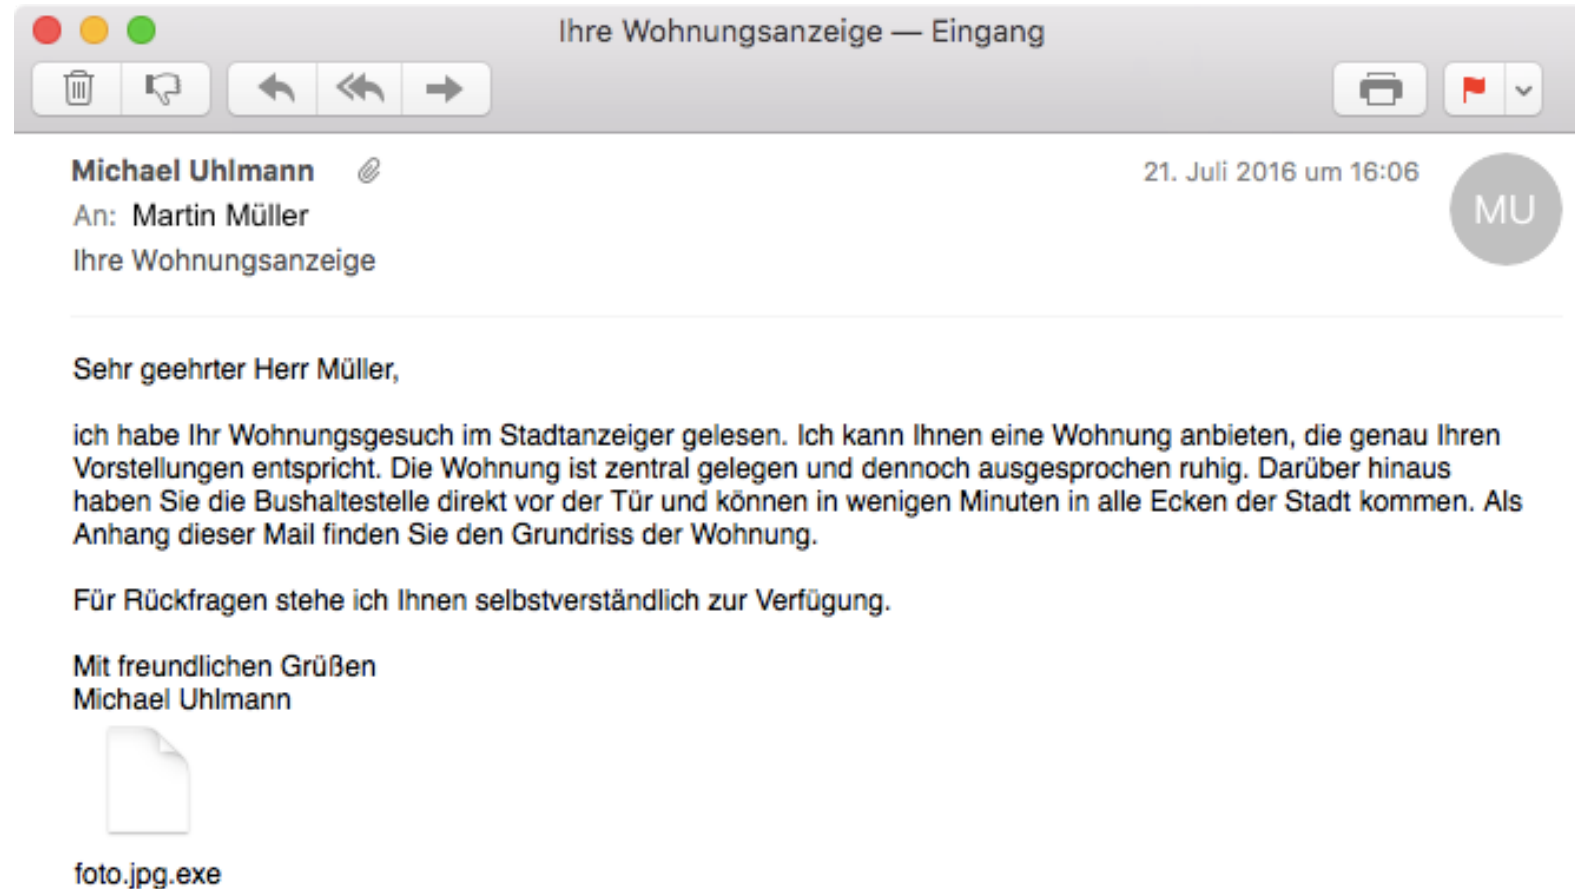 Ihre Wohnungsanzeige — Eingang
Michael Uhlmann
21. Juli 2016 um 16:06
MU
An: Martin Müller
Ihre Wohnungsanzeige
Sehr geehrter Herr Müller,
ich habe Ihr Wohnungsgesuch im Stadtanzeiger gelesen. Ich kann Ihnen eine Wohnung anbieten, die genau Ihren
Vorstellungen entspricht. Die Wohnung ist zentral gelegen und dennoch ausgesprochen ruhig. Darüber hinaus
haben Sie die Bushaltestelle direkt vor der Tür und können in wenigen Minuten in alle Ecken der Stadt kommen. Als
Anhang dieser Mail finden Sie den Grundriss der Wohnung.
Für Rückfragen stehe ich Ihnen selbstverständlich zur Verfügung.
Mit freundlichen Grüßen
Michael Uhlmann
foto.jpg.exe